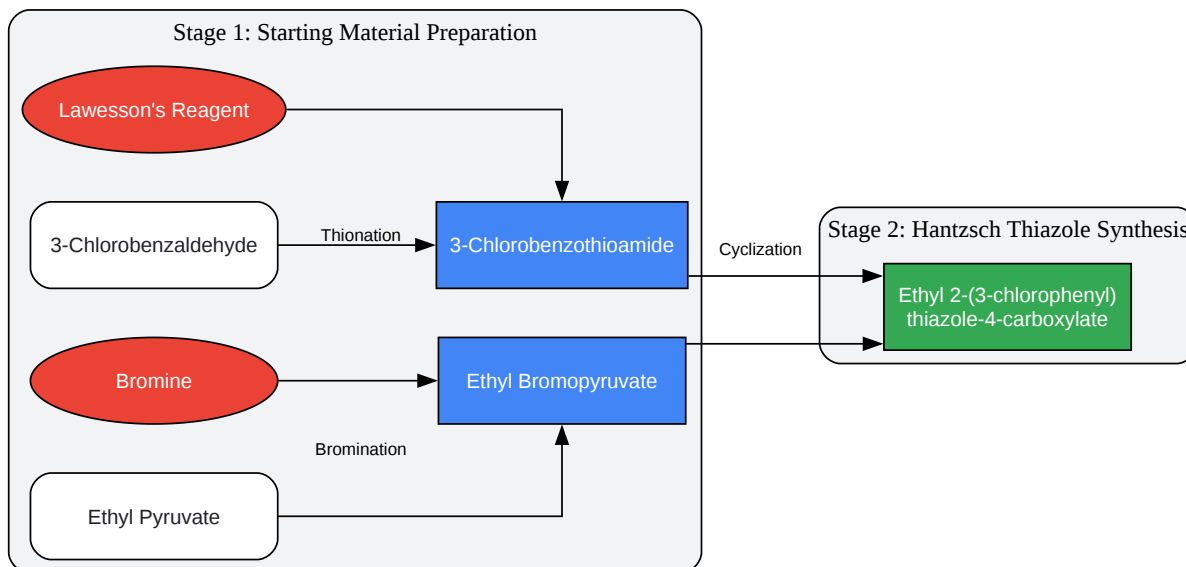 Stage 1: Starting Material Preparation
Lawesson's Reagent
3-Chlorobenzaldehyde
Thionation
3-Chlorobenzothioamide
Cyclization
Stage 2: Hantzsch Thiazole Synthesis
Ethyl 2-(3-chlorophenyl)
thiazole-4-carboxylate
Bromine
Ethyl Bromopyruvate
Bromination
Ethyl Pyruvate